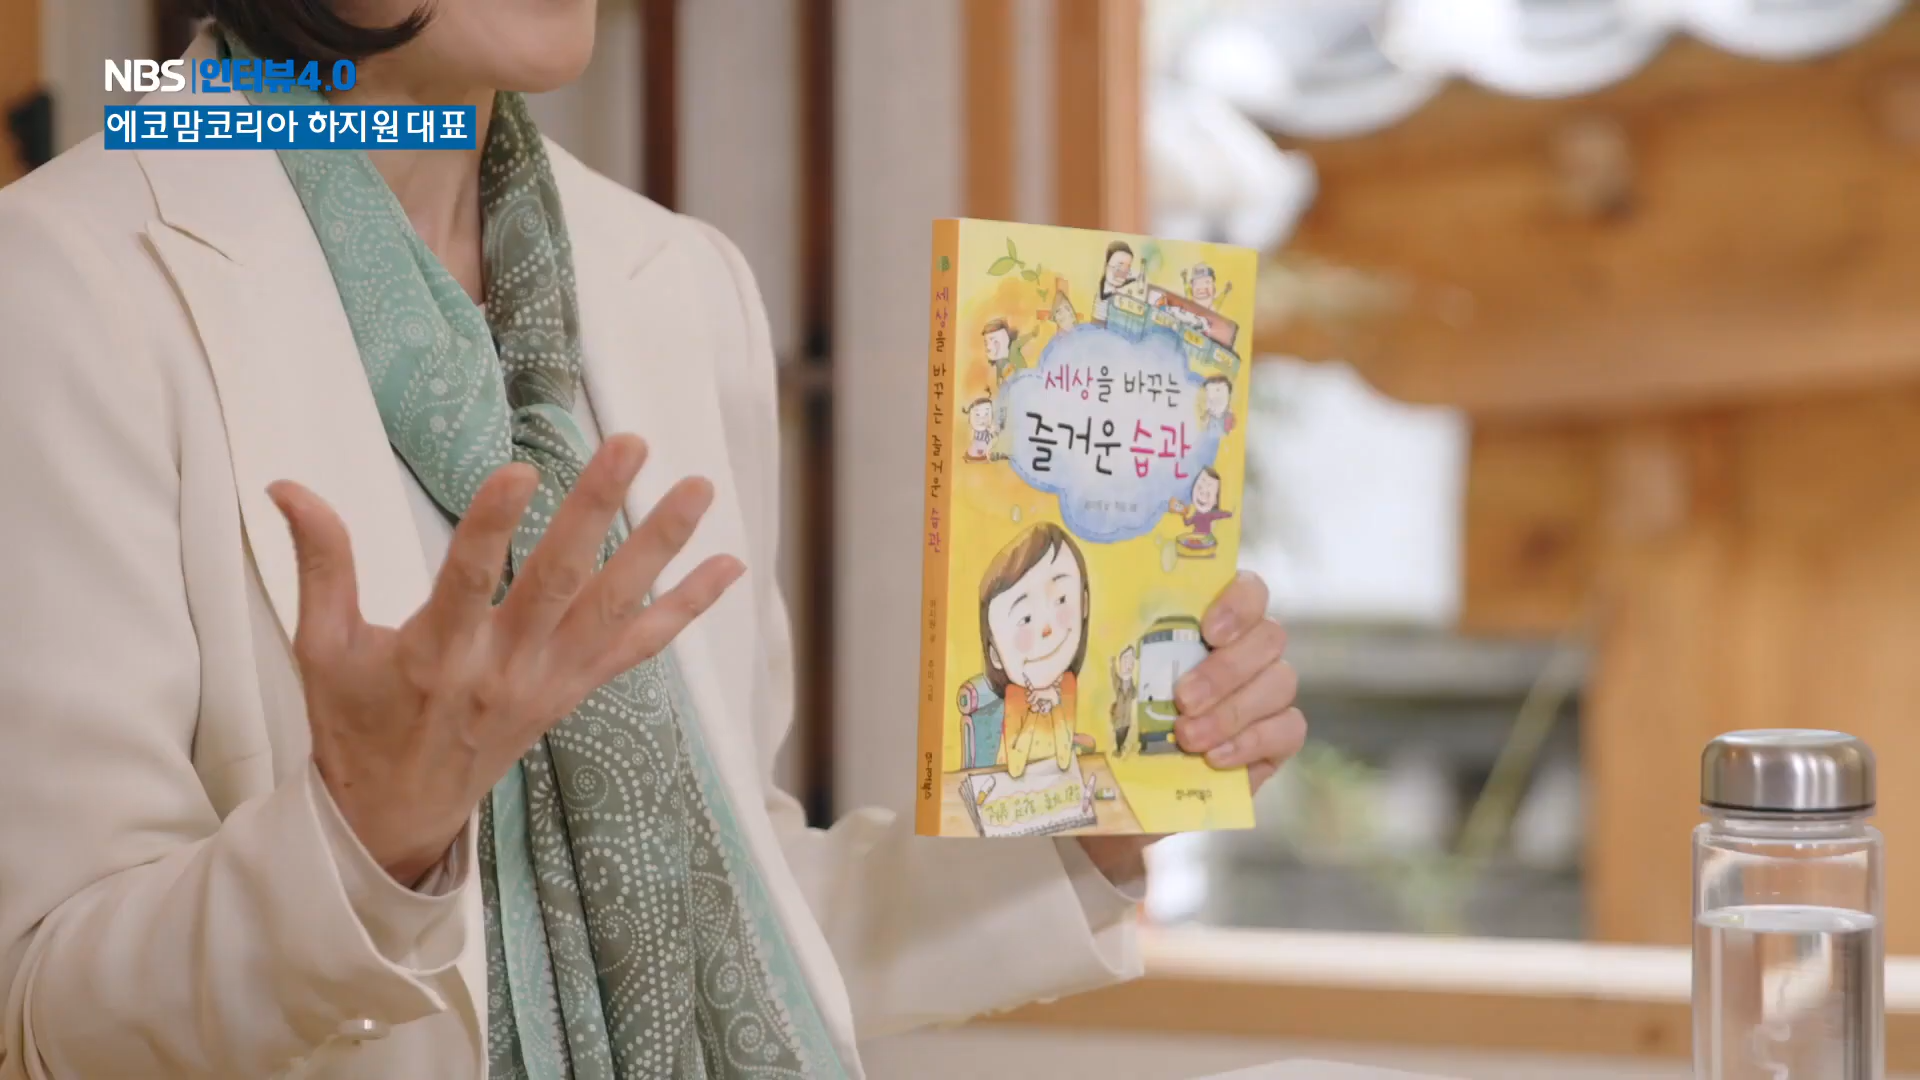 NBS 인터뷰4.0
에코맘코리아 하지원 대표
세상을 바꾸는 즐거운 습관
세상을 바꾸는
즐거운 습관